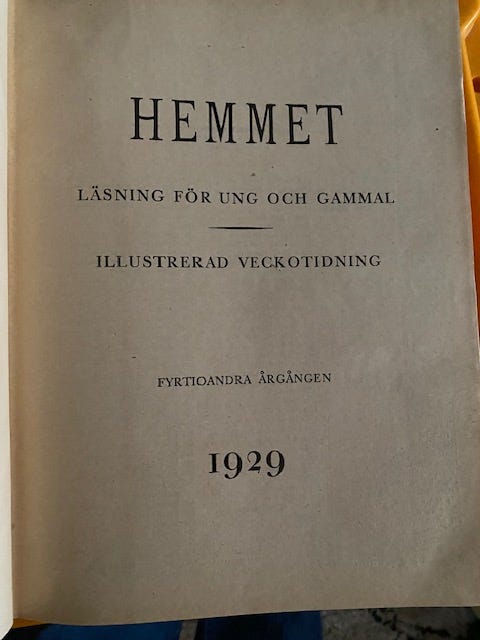 HEMMET
LÄSNING FÖR UNG OCH GAMMAL
ILLUSTRERAD VECKOTIDNING
FYRTIOANDRA ÅRGÅNGEN
1929